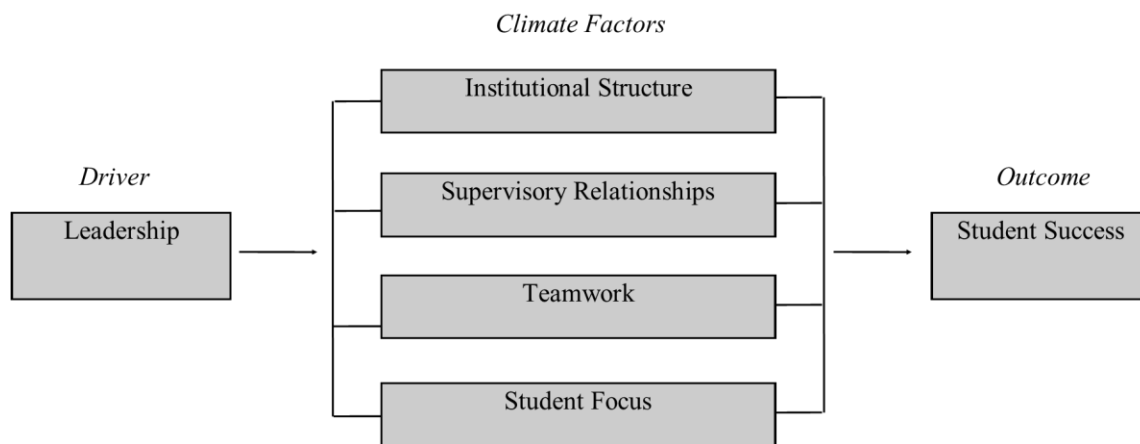 Climate Factors
Institutional Structure
Driver
Supervisory Relationships
Outcome
Leadership
Student Success
Teamwork
Student Focus